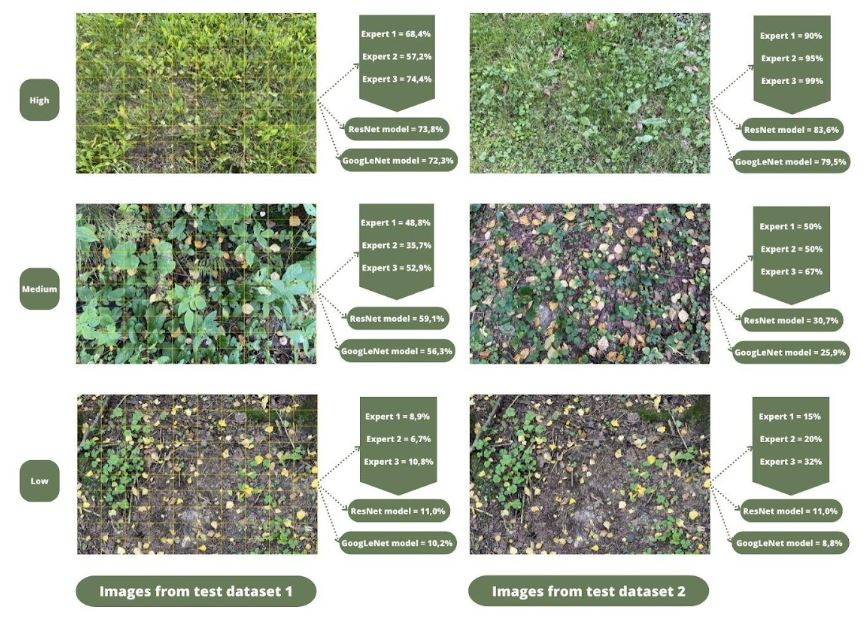 High
Expert 1 = 68,4%
Expert 2 = 57,2%
Expert 3 = 74,4%
ResNet model = 73,8%
GoogLeNet model = 72,3%
Expert 1 = 90%
Expert 2 = 95%
Expert 3 = 99%
ResNet model = 83,6%
GoogLeNet model = 79,5%
Medium
Expert 1 = 48,8%
Expert 2 = 35,7%
Expert 3 = 52,9%
ResNet model = 59,1%
GoogLeNet model = 56,3%
Expert 1 = 50%
Expert 2 = 50%
Expert 3 = 67%
ResNet model = 30,7%
GoogLeNet model = 25,9%
Low
Expert 1 = 8,9%
Expert 2 = 6,7%
Expert 3 = 10,8%
ResNet model = 11,0%
GoogLeNet model = 10,2%
Expert 1 = 15%
Expert 2 = 20%
Expert 3 = 32%
ResNet model = 11,0%
GoogLeNet model = 8,8%
Images from test dataset 1
Images from test dataset 2